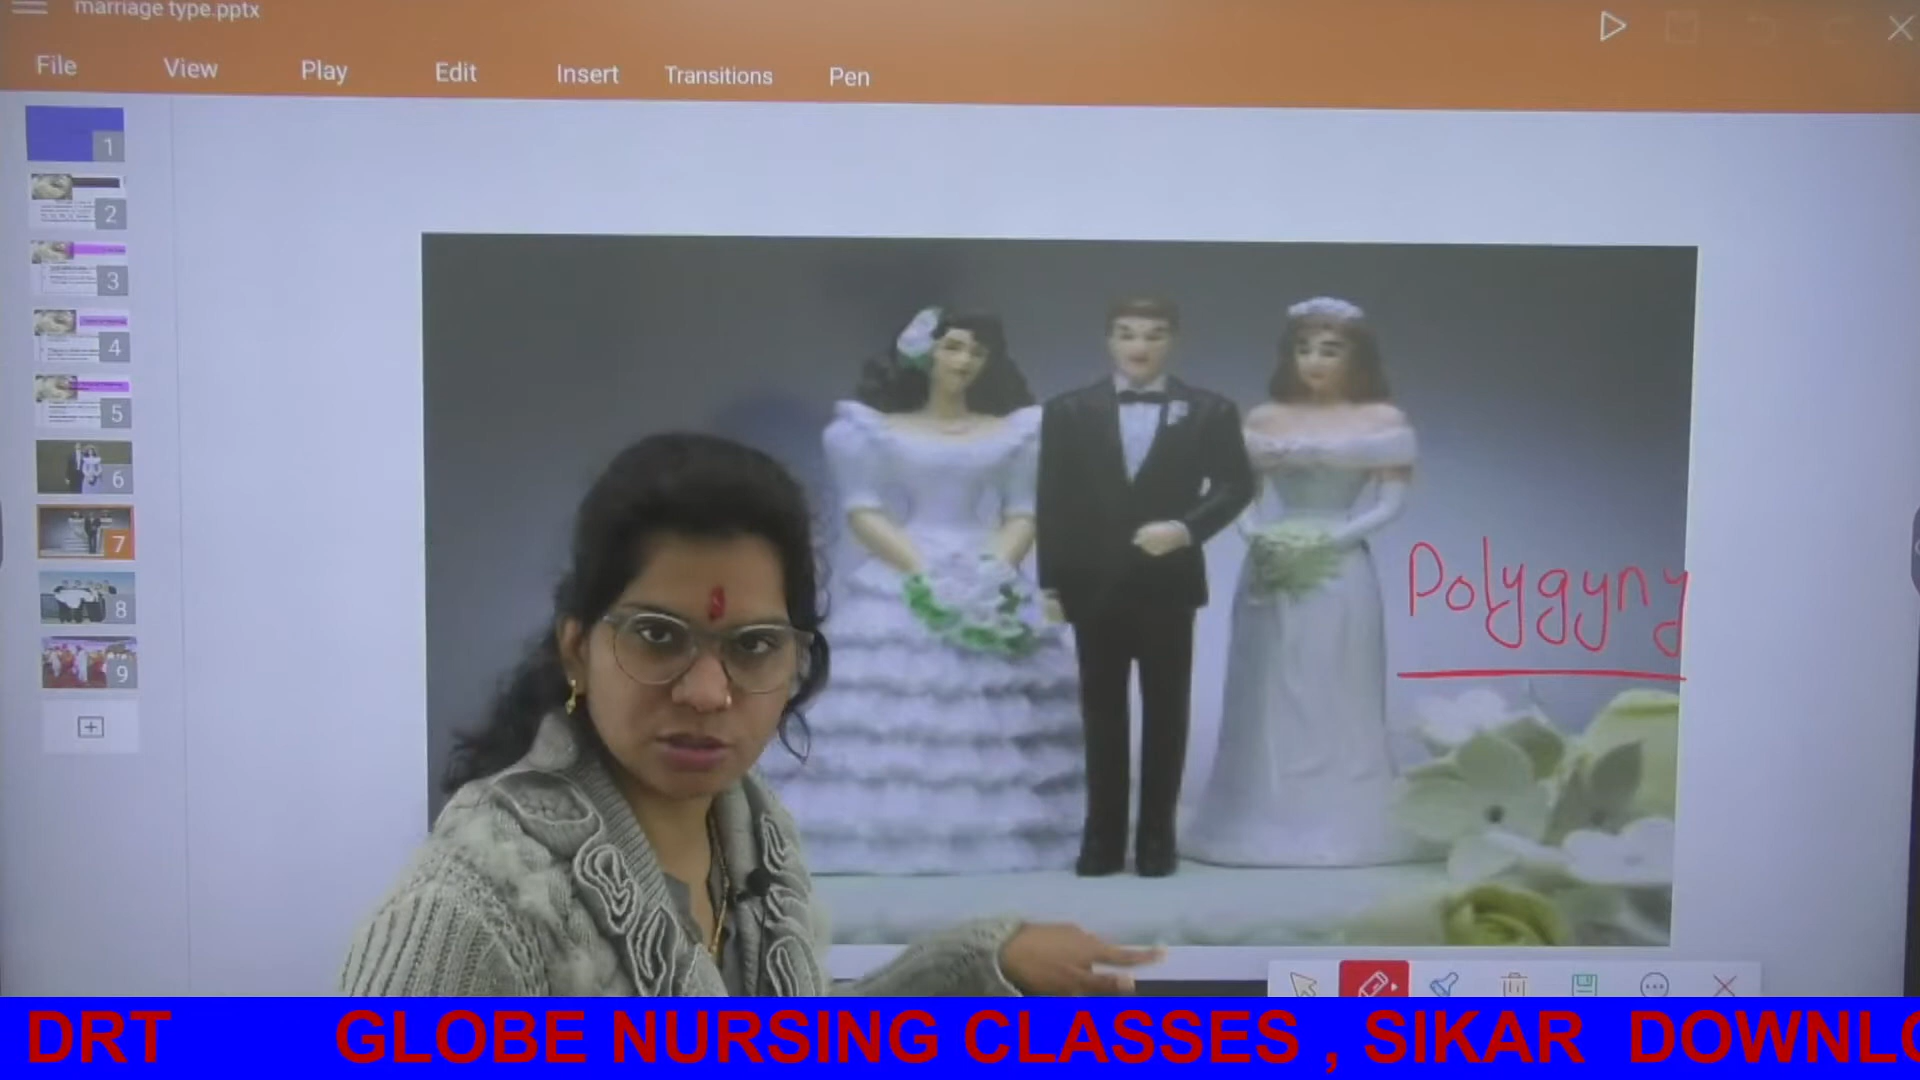 marriage type.pptx
File View Play Edit Insert Transitions Pen
1
2
3
4
5
6
7
8
9
Polygyny
DRT GLOBE NURSING CLASSES , SIKAR DOWNLO